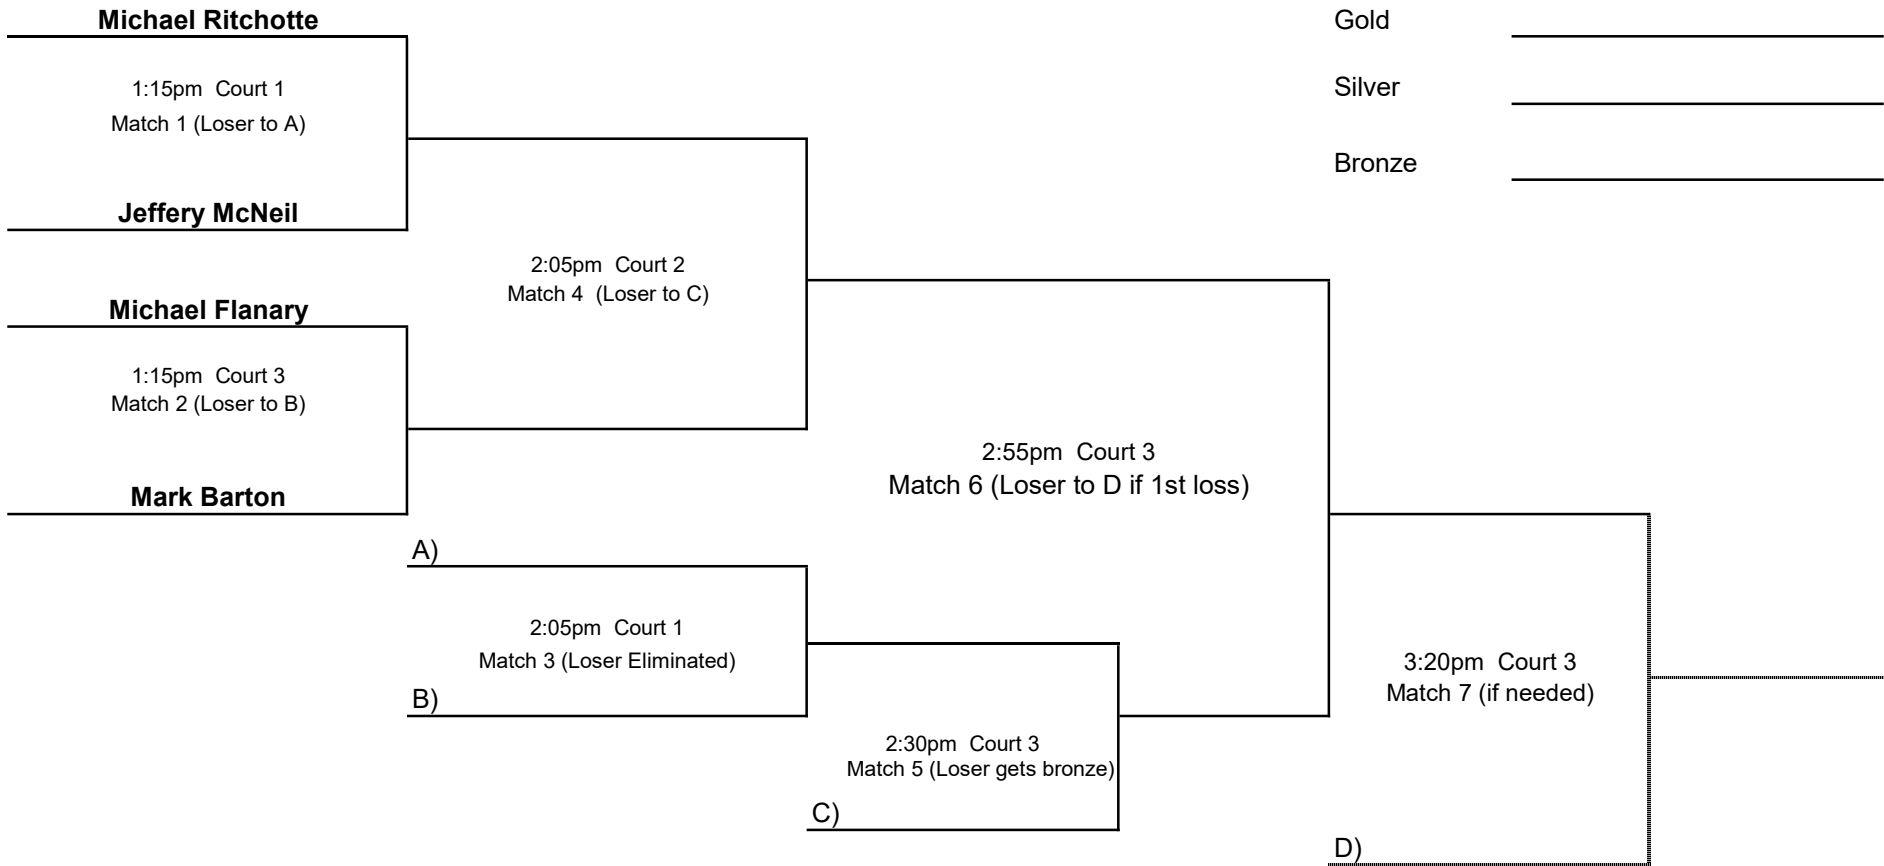 Michael Ritchotte
1:15pm  Court 1
Match 1 (Loser to A)
Jeffery McNeil
Michael Flanary
1:15pm  Court 3
Match 2 (Loser to B)
Mark Barton
2:05pm  Court 2
Match 4  (Loser to C)
A)
2:05pm  Court 1
Match 3 (Loser Eliminated)
B)
2:30pm  Court 3
Match 5 (Loser gets bronze)
C)
2:55pm  Court 3
Match 6 (Loser to D if 1st loss)
3:20pm  Court 3
Match 7 (if needed)
D)
Gold
Silver
Bronze